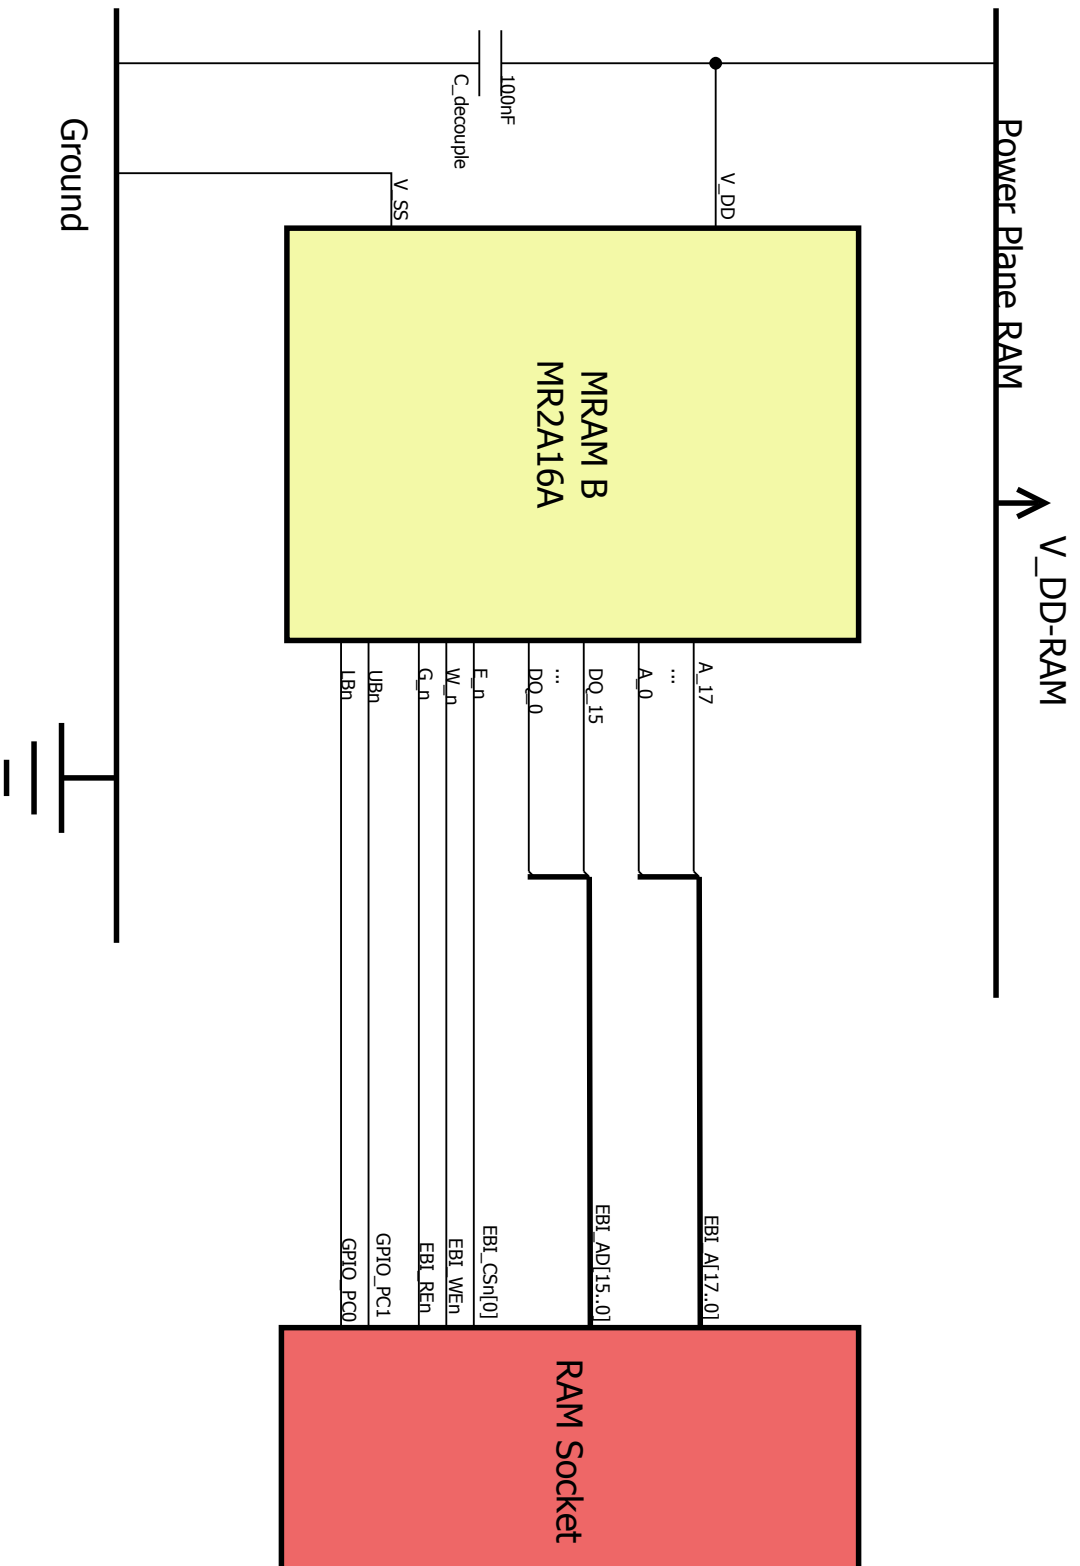 V_DD-RAM
Power Plane RAM
100nF
C_decouple
V_DD
V_SS
Ground
MRAM B
MR2A16A
A_17
...
A_0
DQ_15
...
DQ_0
E_n
W_n
G_n
UBn
LBn
EBI_A[17..0]
EBI_AD[15..0]
EBI_CSn[0]
EBI_WEn
EBI_REn
GPIO_PC1
GPIO_PC0
RAM Socket